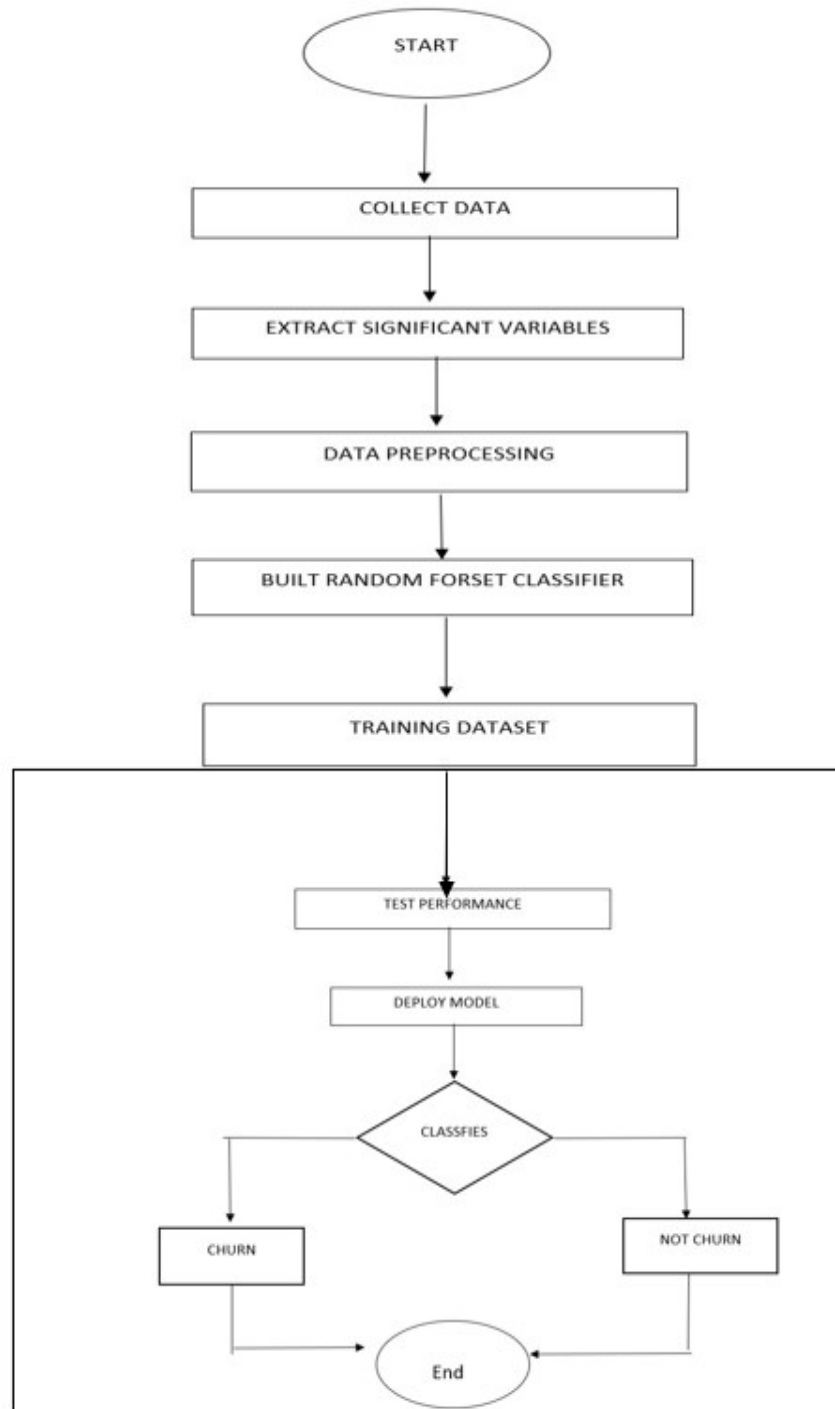 START
COLLECT DATA
EXTRACT SIGNIFICANT VARIABLES
DATA PREPROCESSING
BUILT RANDOM FORSET CLASSIFIER
TRAINING DATASET
TEST PERFORMANCE
DEPLOY MODEL
CLASSFIES
CHURN
NOT CHURN
End